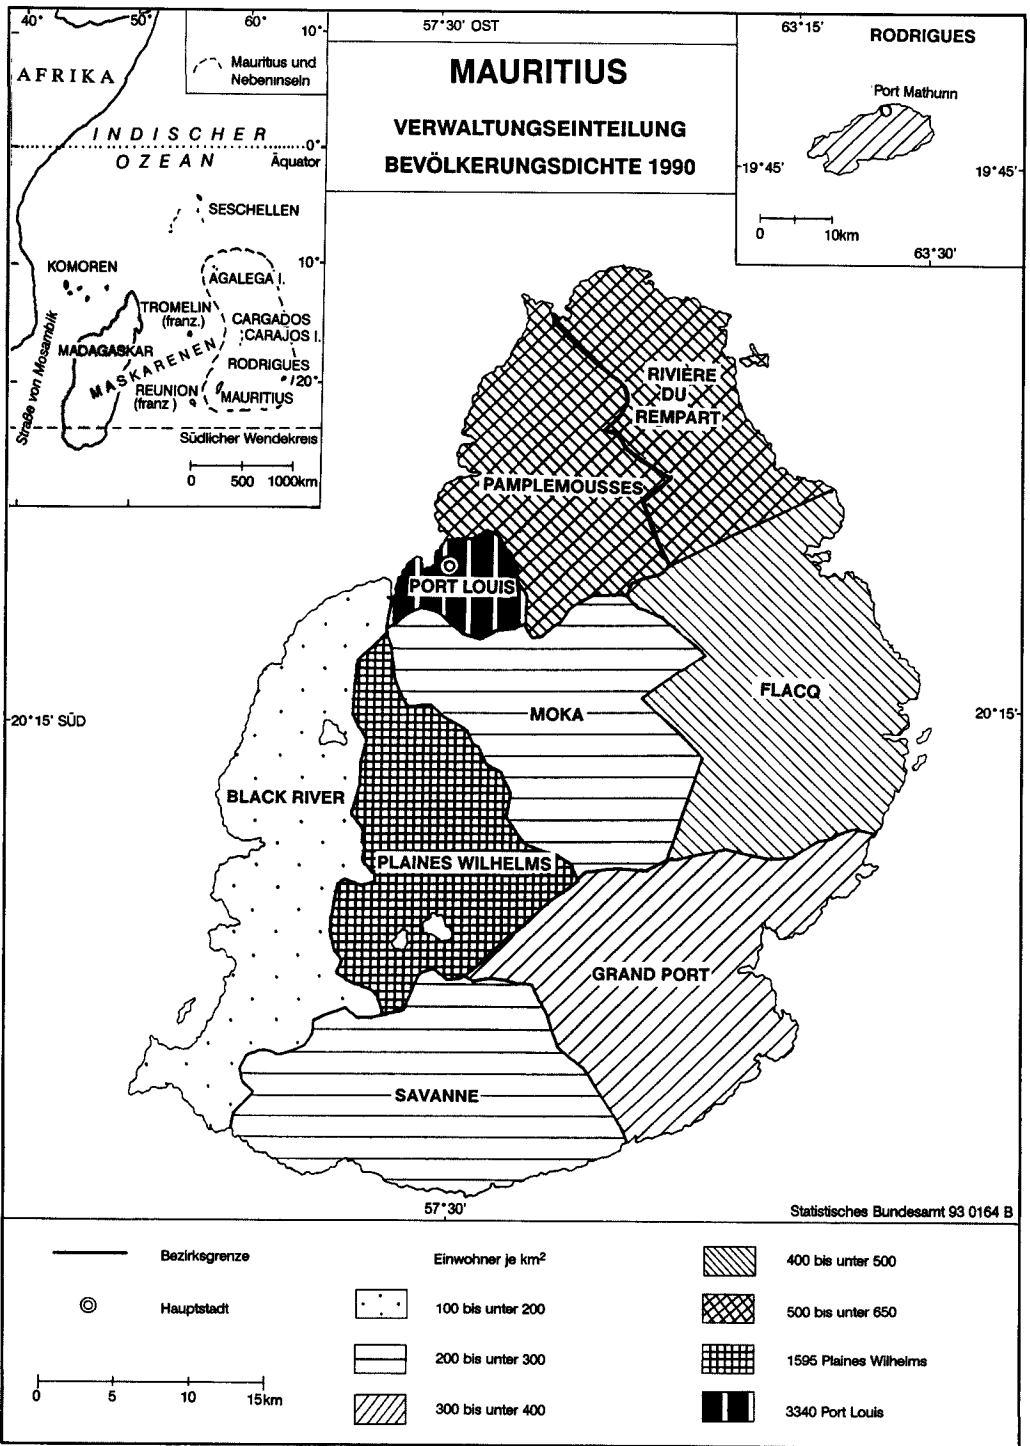 40°
50°
60°
10°
Mauritius und
Nebeninseln
AFRIKA
INDISCHER
OZEAN
0°
Äquator
SESCHELLEN
KOMOREN
10°
AGALEGA I.
TROMELIN
(franz.)
CARGADOS
CARAJOS I.
MADAGASKAR
MASKARENEN
RODRIGUES
20°
REUNION
(franz.)
MAURITIUS
Straße von Mosambik
Südlicher Wendekreis
0 500 1000km
57°30' OST
MAURITIUS
VERWALTUNGSEINTEILUNG
BEVÖLKERUNGSDICHTE 1990
63°15'
RODRIGUES
Port Mathurin
19°45'
19°45'
0 10km
63°30'
RIVIÈRE
DU
REMPART
PAMPLEMOUSSES
PORT LOUIS
FLACQ
MOKA
20°15' SÜD
20°15'
BLACK RIVER
PLAINES WILHELMS
GRAND PORT
SAVANNE
57°30'
Statistisches Bundesamt 93 0164 B
Bezirksgrenze
Hauptstadt
0 5 10 15km
Einwohner je km²
100 bis unter 200
200 bis unter 300
300 bis unter 400
400 bis unter 500
500 bis unter 650
1595 Plaines Wilhelms
3340 Port Louis